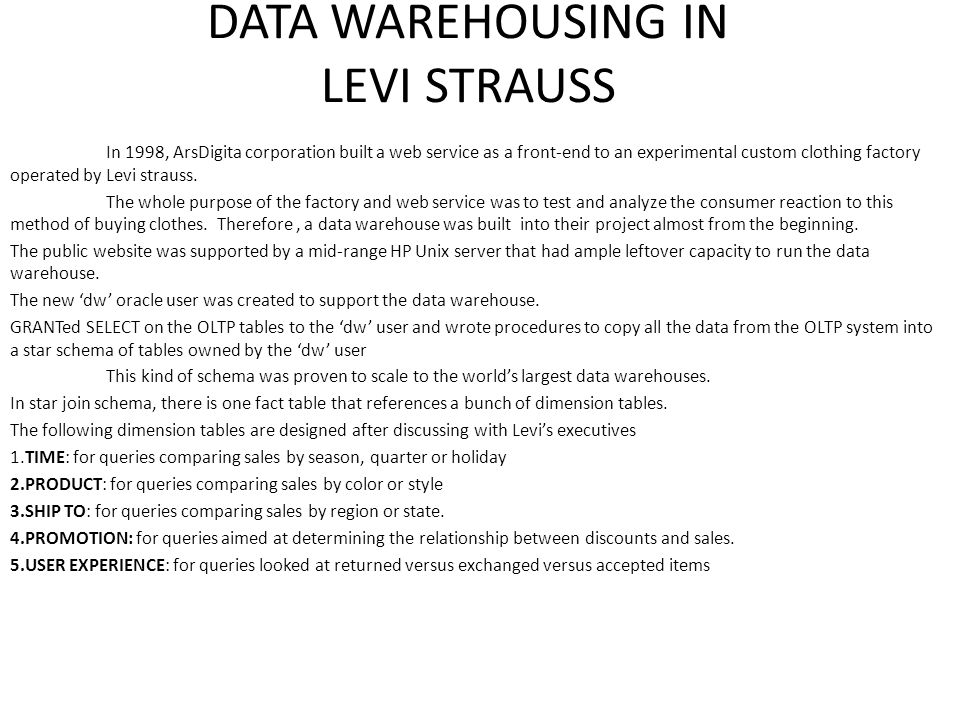 DATA WAREHOUSING IN
LEVI STRAUSS
In 1998, ArsDigita corporation built a web service as a front-end to an experimental custom clothing factory
operated by Levi strauss.
The whole purpose of the factory and web service was to test and analyze the consumer reaction to this
method of buying clothes. Therefore , a data warehouse was built into their project almost from the beginning.
The public website was supported by a mid-range HP Unix server that had ample leftover capacity to run the data
warehouse.
The new ‘dw’ oracle user was created to support the data warehouse.
GRANTed SELECT on the OLTP tables to the ‘dw’ user and wrote procedures to copy all the data from the OLTP system into
a star schema of tables owned by the ‘dw’ user
This kind of schema was proven to scale to the world’s largest data warehouses.
In star join schema, there is one fact table that references a bunch of dimension tables.
The following dimension tables are designed after discussing with Levi’s executives
1.TIME: for queries comparing sales by season, quarter or holiday
2.PRODUCT: for queries comparing sales by color or style
3.SHIP TO: for queries comparing sales by region or state.
4.PROMOTION: for queries aimed at determining the relationship between discounts and sales.
5.USER EXPERIENCE: for queries looked at returned versus exchanged versus accepted items